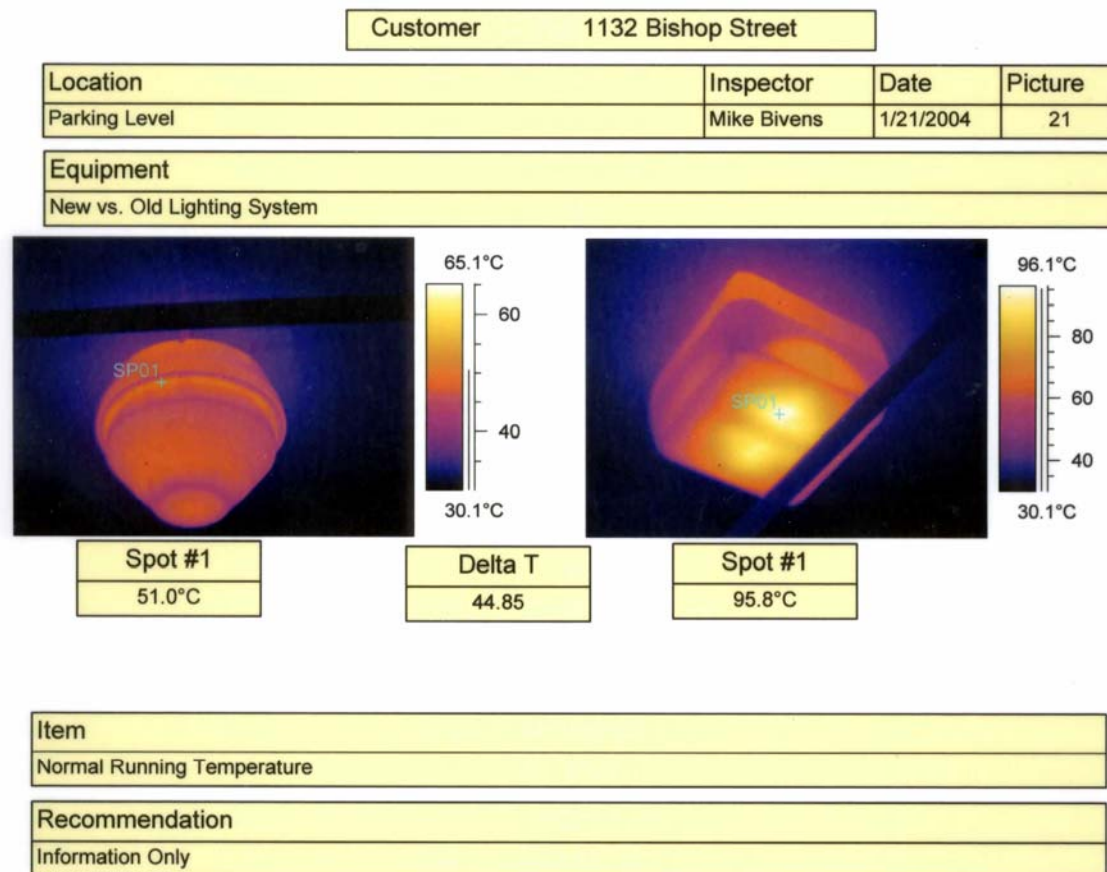 Customer 1132 Bishop Street
Location Inspector Date Picture
Parking Level Mike Bivens 1/21/2004 21
Equipment
New vs. Old Lighting System
65.1°C
60
SP01
40
30.1°C
96.1°C
80
60
SP01
40
30.1°C
Spot #1 Delta T Spot #1
51.0°C 44.85 95.8°C
Item
Normal Running Temperature
Recommendation
Information Only